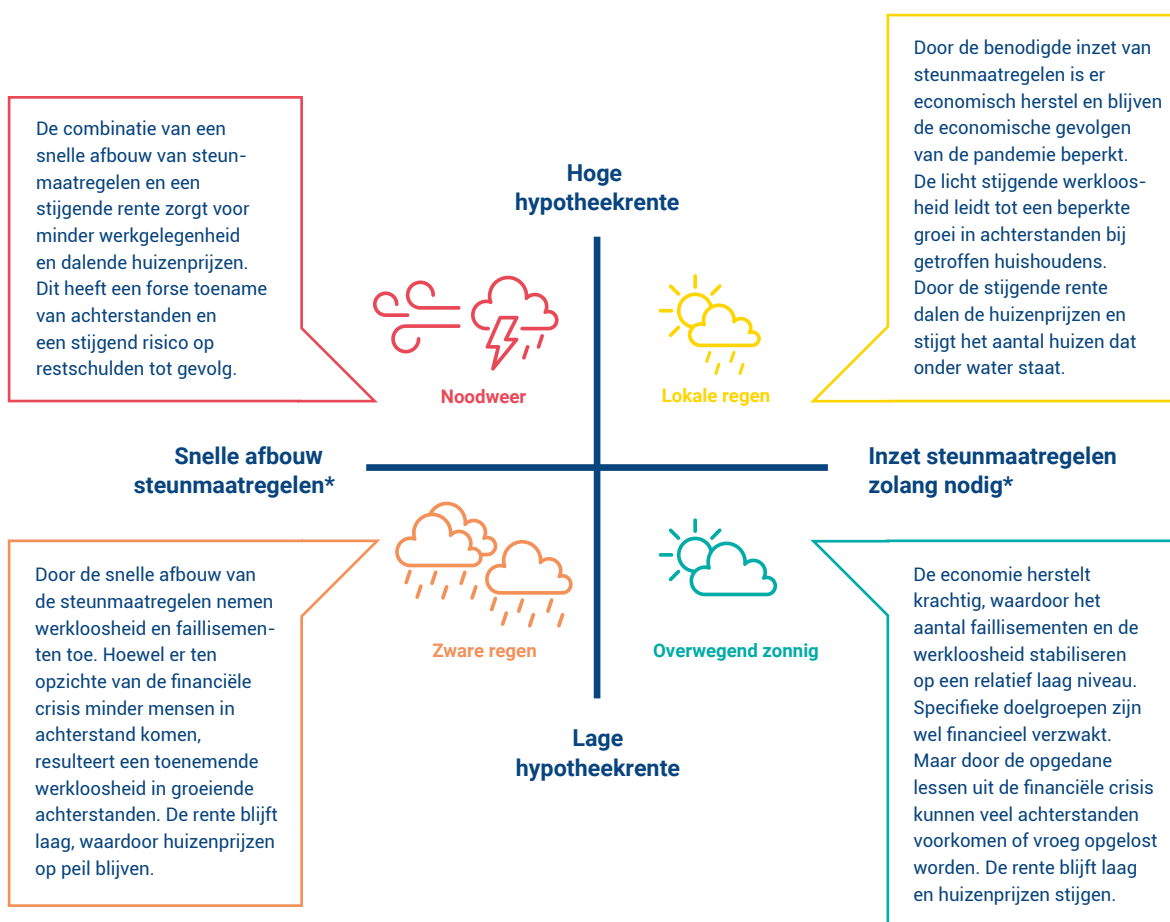 De combinatie van een
snelle afbouw van steun-
maatregelen en een
stijgende rente zorgt voor
minder werkgelegenheid
en dalende huizenprijzen.
Dit heeft een forse toename
van achterstanden en
een stijgend risico op
restschulden tot gevolg.
Hoge
hypotheekrente
Door de benodigde inzet van
steunmaatregelen is er
economisch herstel en blijven
de economische gevolgen
van de pandemie beperkt.
De licht stijgende werkloos-
heid leidt tot een beperkte
groei in achterstanden bij
getroffen huishoudens.
Door de stijgende rente
dalen de huizenprijzen en
stijgt het aantal huizen dat
onder water staat.
Noodweer
Lokale regen
Snelle afbouw
steunmaatregelen*
Inzet steunmaatregelen
zolang nodig*
Zware regen
Overwegend zonnig
Door de snelle afbouw van
de steunmaatregelen nemen
werkloosheid en faillisemen-
ten toe. Hoewel er ten
opzichte van de financiële
crisis minder mensen in
achterstand komen,
resulteert een toenemende
werkloosheid in groeiende
achterstanden. De rente blijft
laag, waardoor huizenprijzen
op peil blijven.
Lage
hypotheekrente
De economie herstelt
krachtig, waardoor het
aantal faillisementen en de
werkloosheid stabiliseren
op een relatief laag niveau.
Specifieke doelgroepen zijn
wel financieel verzwakt.
Maar door de opgedane
lessen uit de financiële crisis
kunnen veel achterstanden
voorkomen of vroeg opgelost
worden. De rente blijft laag
en huizenprijzen stijgen.